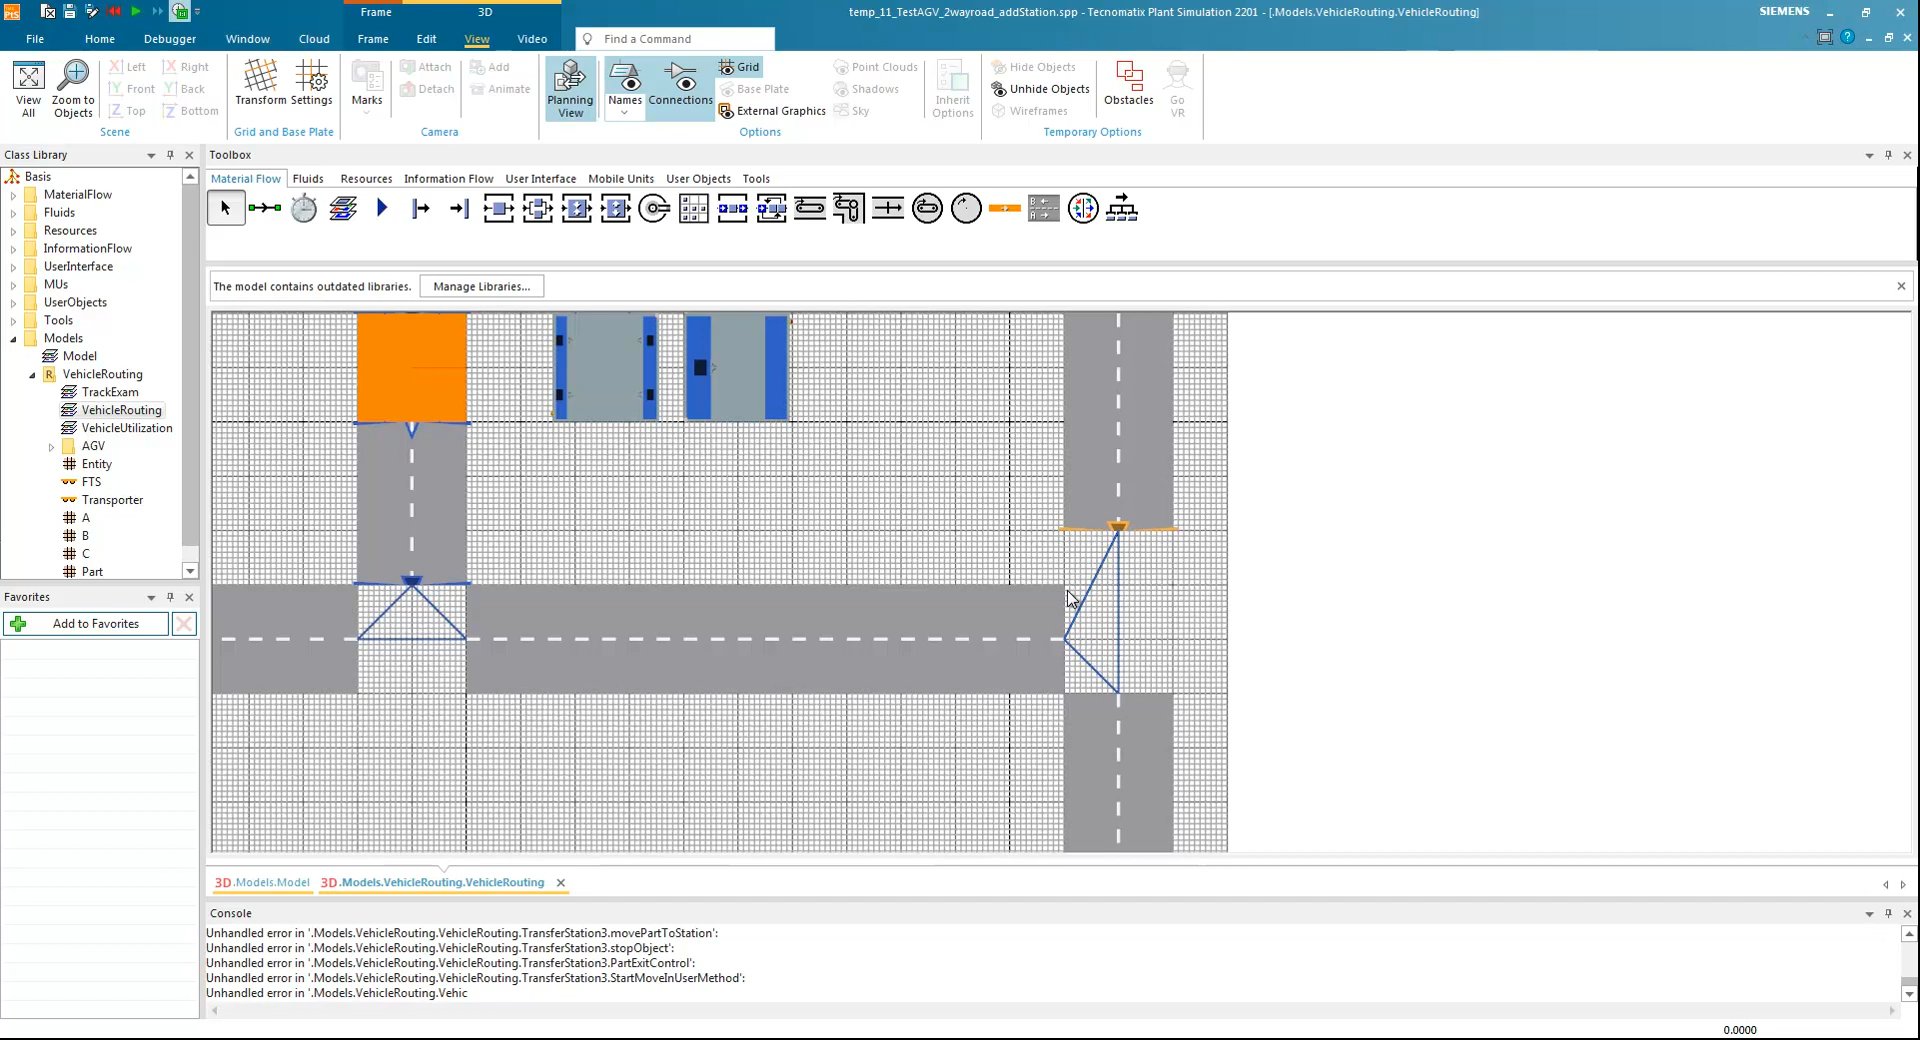 Frame 3D
temp_11_TestAGV_2wayroad_addStation.spp - Tecnomatix Plant Simulation 2201 - [.Models.VehicleRouting.VehicleRouting]
SIEMENS
File Home Debugger Window Cloud Frame Edit View Video Find a Command
Left Right Attach Add Grid Point Clouds Hide Objects
Front Back Detach Animate Base Plate Shadows Unhide Objects
Top Bottom External Graphics Sky Wireframes
View All
Zoom to Objects
Transform Settings
Marks
Planning View
Names
Connections
Inherit Options
Obstacles
Go VR
Scene Grid and Base Plate Camera Options Temporary Options
Class Library
Basis
MaterialFlow
Fluids
Resources
InformationFlow
UserInterface
MUs
UserObjects
Tools
Models
Model
R VehicleRouting
TrackExam
VehicleRouting
VehicleUtilization
AGV
Entity
FTS
Transporter
A
B
C
Part
Favorites
Add to Favorites
Toolbox
Material Flow Fluids Resources Information Flow User Interface Mobile Units User Objects Tools
B
A
The model contains outdated libraries. Manage Libraries...
3D .Models.Model 3D .Models.VehicleRouting.VehicleRouting
Console
Unhandled error in '.Models.VehicleRouting.VehicleRouting.TransferStation3.movePartToStation':
Unhandled error in '.Models.VehicleRouting.VehicleRouting.TransferStation3.stopObject':
Unhandled error in '.Models.VehicleRouting.VehicleRouting.TransferStation3.PartExitControl':
Unhandled error in '.Models.VehicleRouting.VehicleRouting.TransferStation3.StartMoveInUserMethod':
Unhandled error in '.Models.VehicleRouting.Vehic
0.0000